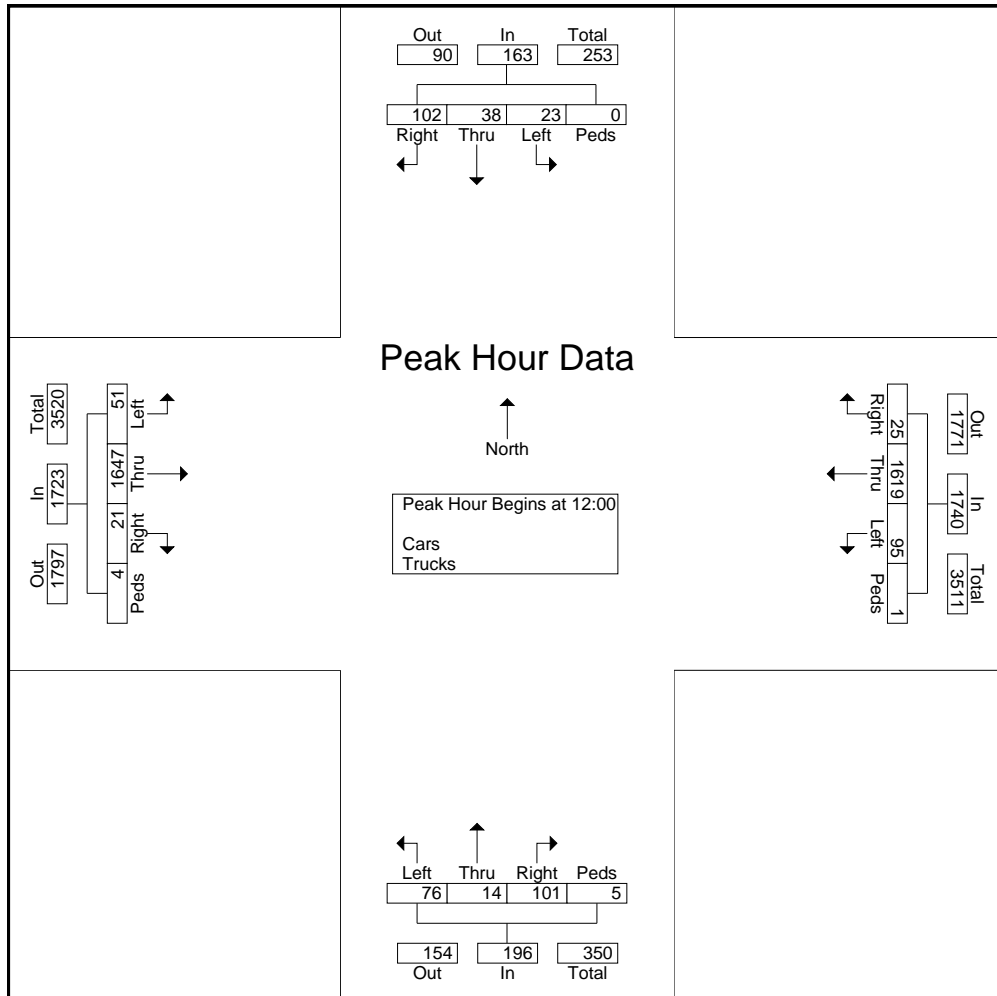 Out In Total
90 163 253
102 38 23 0
Right Thru Left Peds
Peak Hour Data
North
Peak Hour Begins at 12:00
Cars
Trucks
Total In Out
3520 1723 1797
51 1647 21 4
Left Thru Right Peds
Out In Total
1771 1740 3511
25 1619 95 1
Right Thru Left Peds
Left Thru Right Peds
76 14 101 5
154 196 350
Out In Total